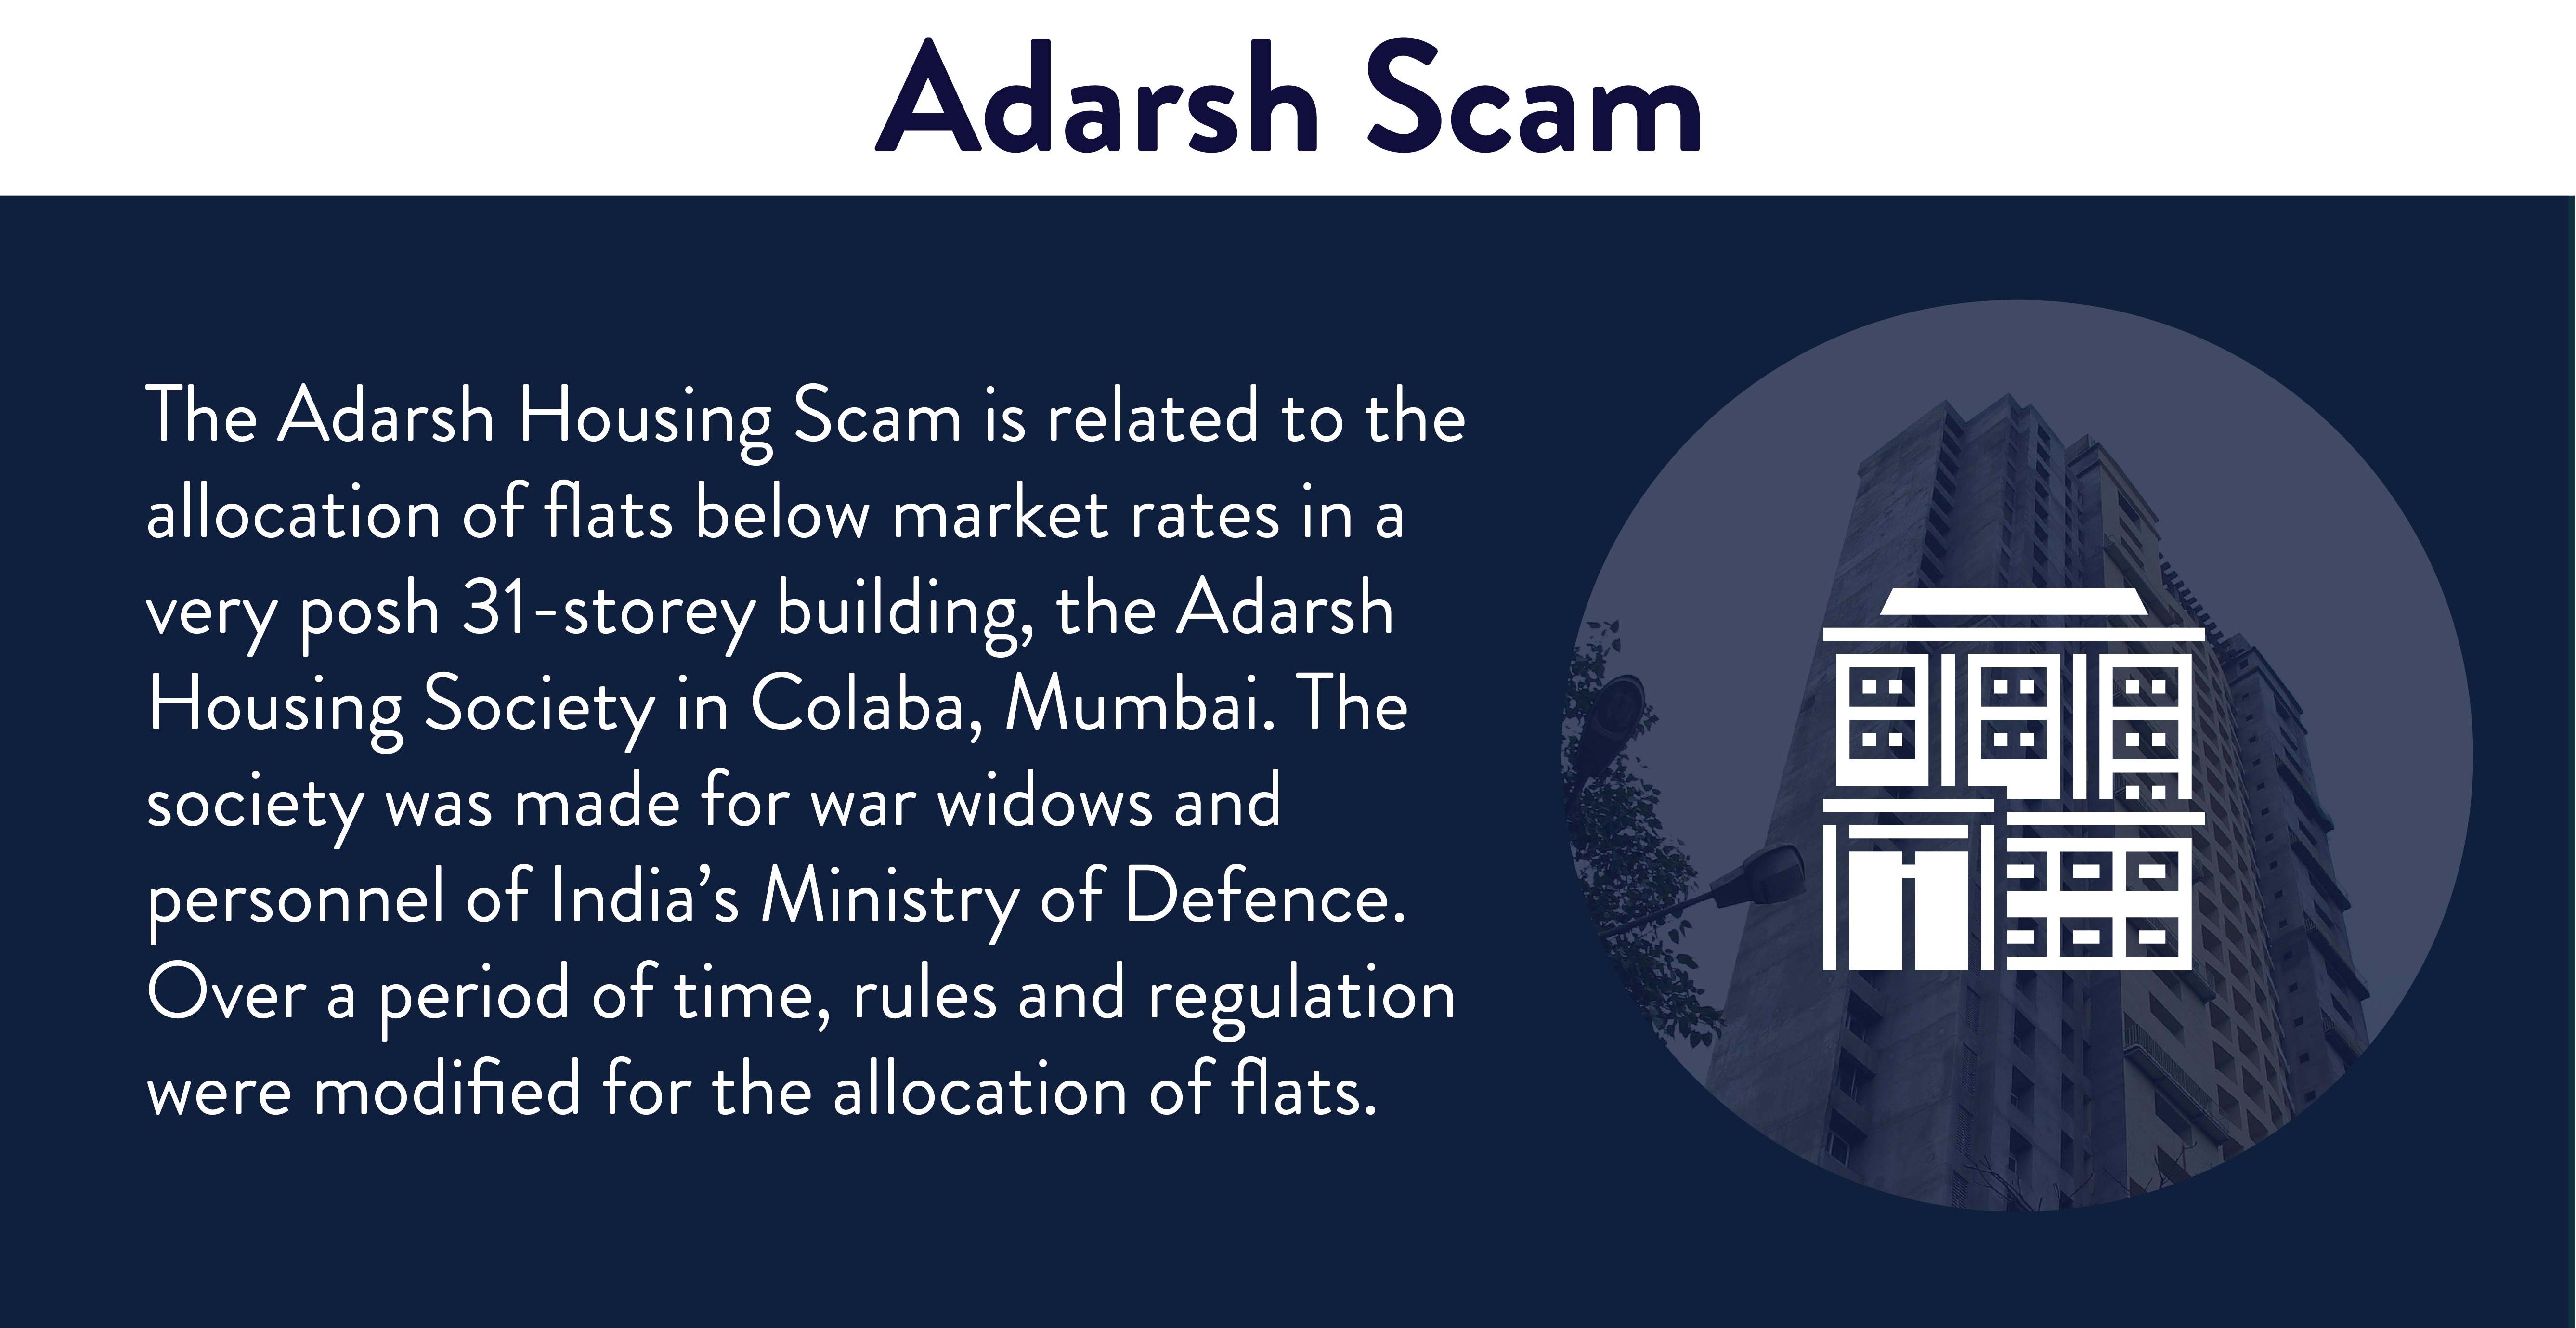 Adarsh Scam
The Adarsh Housing Scam is related to the
allocation of flats below market rates in a
very posh 31-storey building, the Adarsh
Housing Society in Colaba, Mumbai. The
society was made for war widows and
personnel of India’s Ministry of Defence.
Over a period of time, rules and regulation
were modified for the allocation of flats.